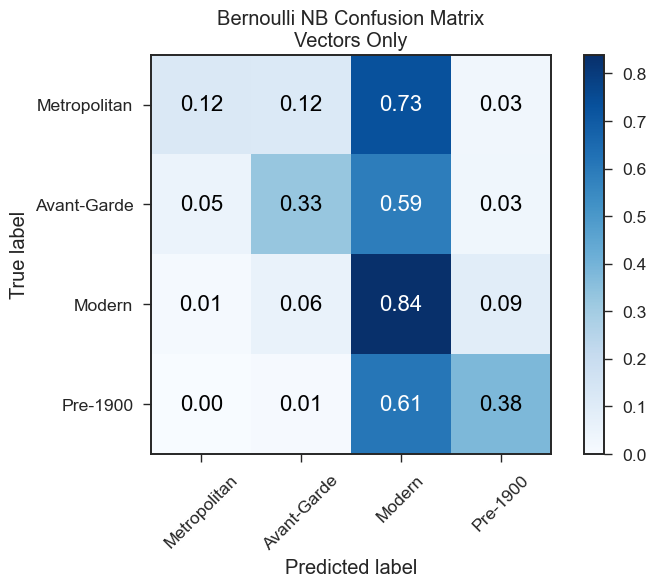 Bernoulli NB Confusion Matrix
Vectors Only
True label
Metropolitan 0.12 0.12 0.73 0.03
Avant-Garde 0.05 0.33 0.59 0.03
Modern 0.01 0.06 0.84 0.09
Pre-1900 0.00 0.01 0.61 0.38
Metropolitan Avant-Garde Modern Pre-1900
Predicted label
0.8
0.7
0.6
0.5
0.4
0.3
0.2
0.1
0.0